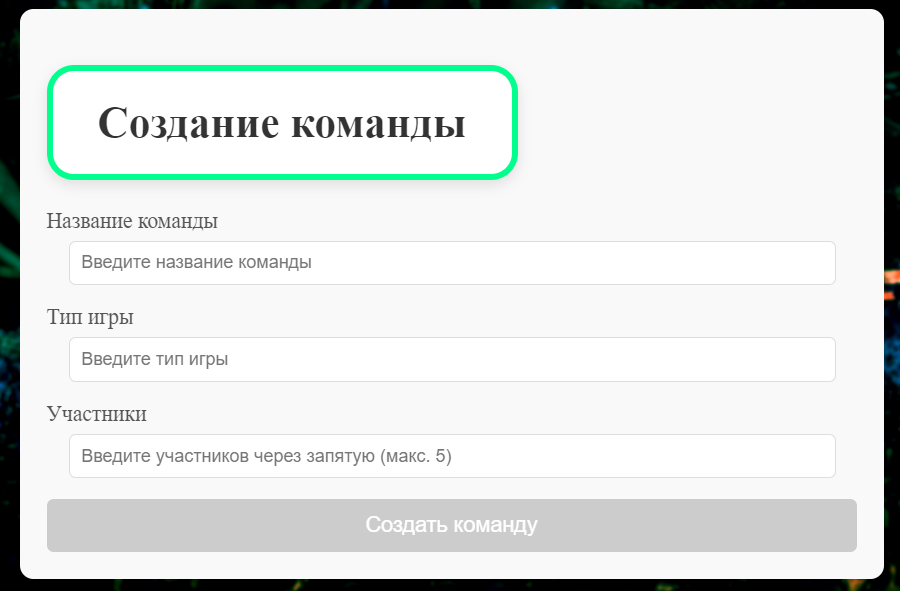 Создание команды
Название команды
Введите название команды
Тип игры
Введите тип игры
Участники
Введите участников через запятую (макс. 5)
Создать команду